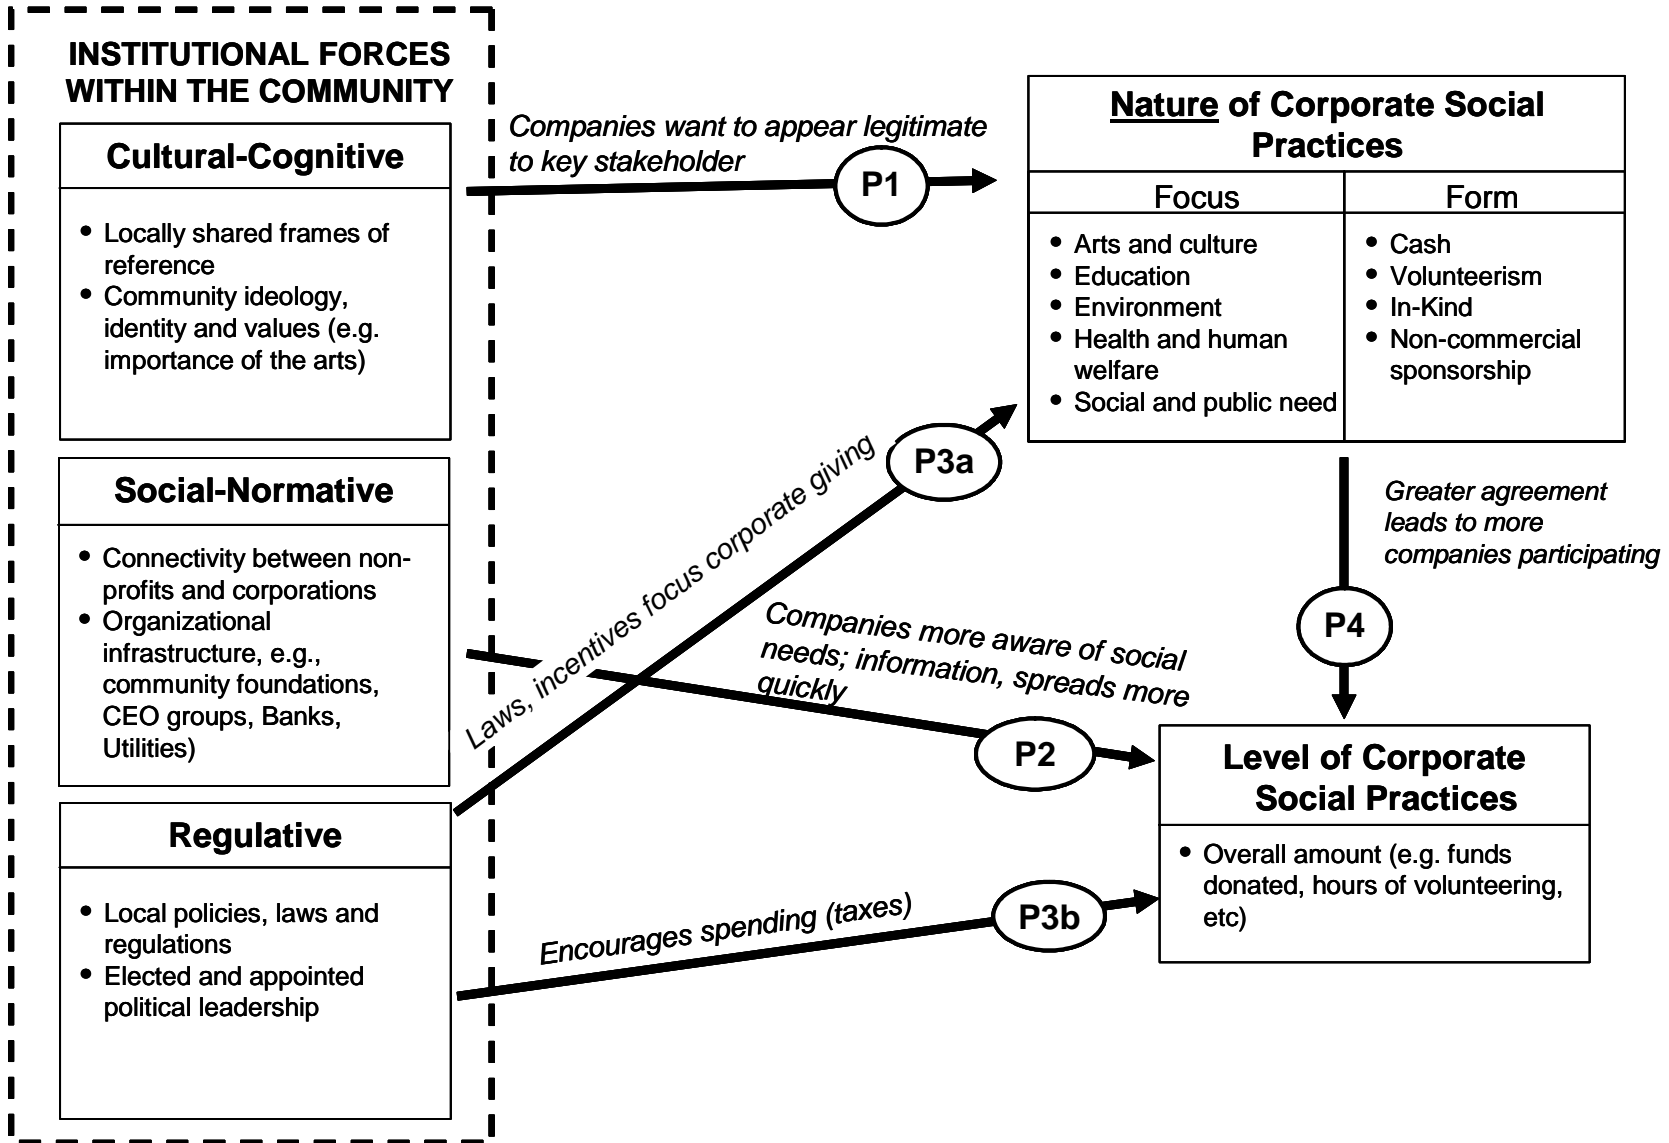 INSTITUTIONAL FORCES
WITHIN THE COMMUNITY
Cultural-Cognitive
• Locally shared frames of
reference
• Community ideology,
identity and values (e.g.
importance of the arts)
Social-Normative
• Connectivity between non-
profits and corporations
• Organizational
infrastructure, e.g.,
community foundations,
CEO groups, Banks,
Utilities)
Regulative
• Local policies, laws and
regulations
• Elected and appointed
political leadership
Companies want to appear legitimate
to key stakeholder
P1
Laws, incentives focus corporate giving
P3a
Companies more aware of social
needs; information, spreads more
quickly
P2
Encourages spending (taxes)
P3b
Nature of Corporate Social
Practices
Focus
• Arts and culture
• Education
• Environment
• Health and human
welfare
• Social and public need
Form
• Cash
• Volunteerism
• In-Kind
• Non-commercial
sponsorship
Greater agreement
leads to more
companies participating
P4
Level of Corporate
Social Practices
• Overall amount (e.g. funds
donated, hours of volunteering,
etc)